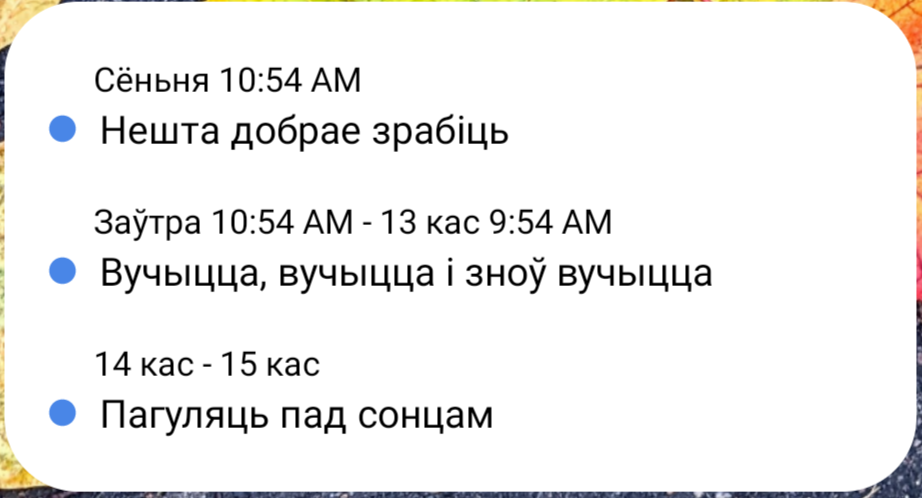 Сёньня 10:54 AM
Нешта добрае зрабіць
Заўтра 10:54 AM - 13 кас 9:54 AM
Вучыцца, вучыцца і зноў вучыцца
14 кас - 15 кас
Пагуляць пад сонцам